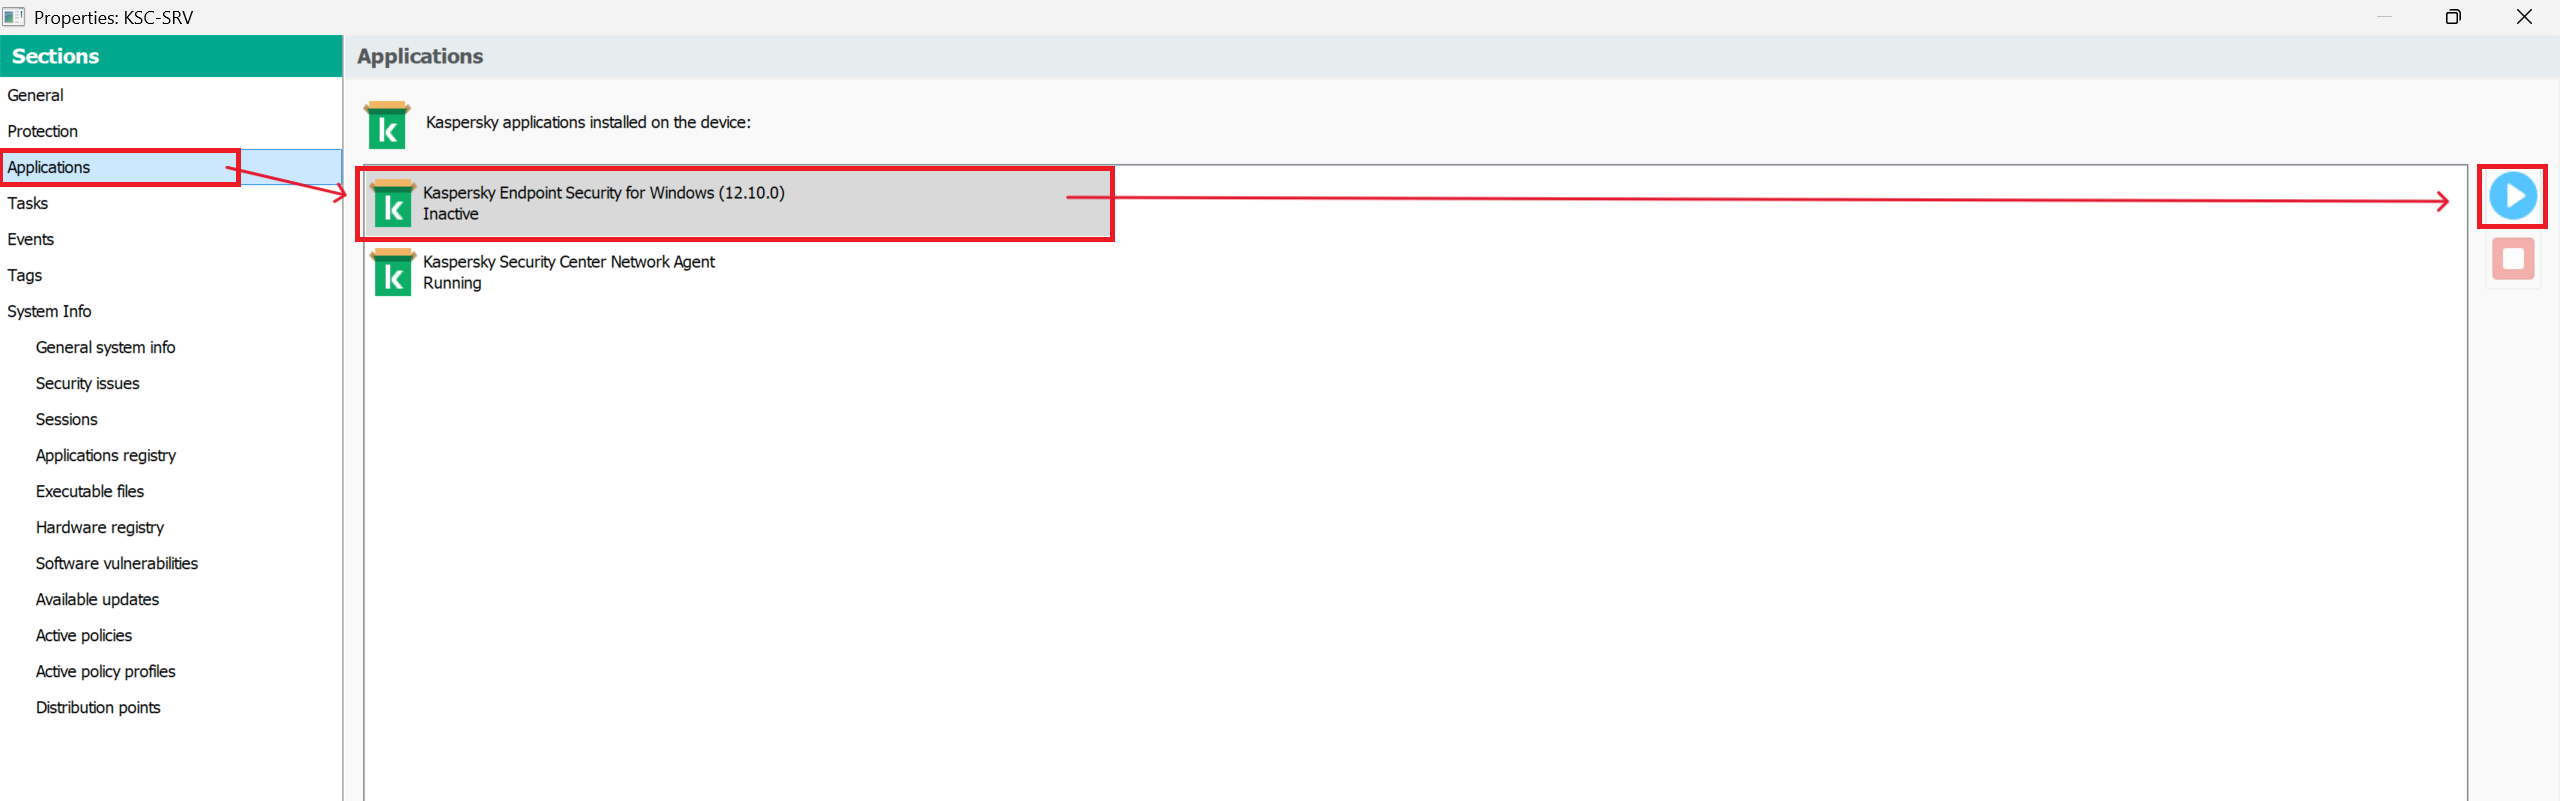 Properties: KSC-SRV
Sections
General
Protection
Applications
Tasks
Events
Tags
System Info
General system info
Security issues
Sessions
Applications registry
Executable files
Hardware registry
Software vulnerabilities
Available updates
Active policies
Active policy profiles
Distribution points
Applications
Kaspersky applications installed on the device:
Kaspersky Endpoint Security for Windows (12.10.0)
Inactive
Kaspersky Security Center Network Agent
Running